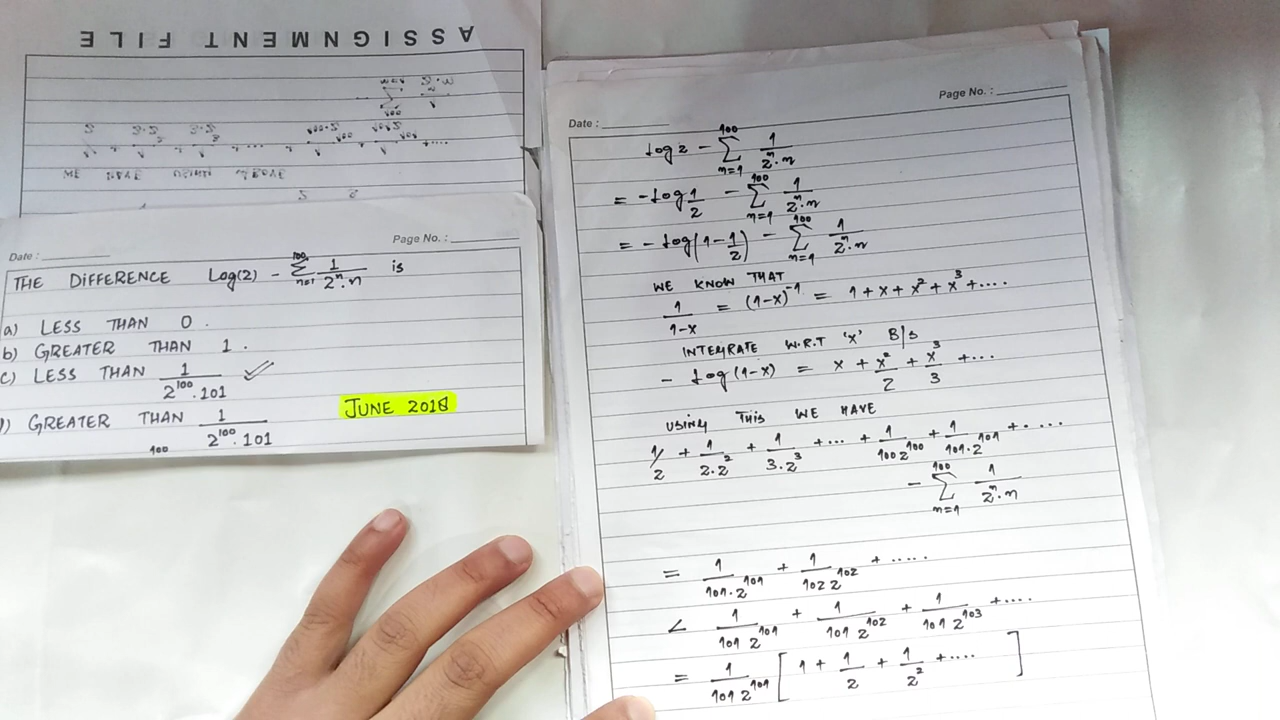 ASSIGNMENT FILE
WE HAVE USING ABOVE
Date :
Page No. :
THE DIFFERENCE Log(2) - ∑_{n=1}^{100} 1/(2^n·n) is
a) LESS THAN 0.
b) GREATER THAN 1.
c) LESS THAN 1/(2^100·101) ✓
) GREATER THAN 1/(2^100·101)
JUNE 2018
100
Date :
Page No. :
Log 2 - ∑_{n=1}^{100} 1/(2^n·n)
= -Log 1/2 - ∑_{n=1}^{100} 1/(2^n·n)
= -Log(1-1/2) - ∑_{n=1}^{100} 1/(2^n·n)
WE KNOW THAT
1/(1-x) = (1-x)^-1 = 1+x+x^2+x^3+....
INTEGRATE W.R.T 'x' B/s
- Log(1-x) = x + x^2/2 + x^3/3 +...
USING THIS WE HAVE
1/2 + 1/(2·2^2) + 1/(3·2^3) +...+ 1/(100 2^100) + 1/(101·2^101) + .....
- ∑_{n=1}^{100} 1/(2^n·n)
= 1/(101·2^101) + 1/(102 2^102) + .....
< 1/(101 2^101) + 1/(101 2^102) + 1/(101 2^103) +....
= 1/(101 2^101) [ 1 + 1/2 + 1/2^2 +.... ]